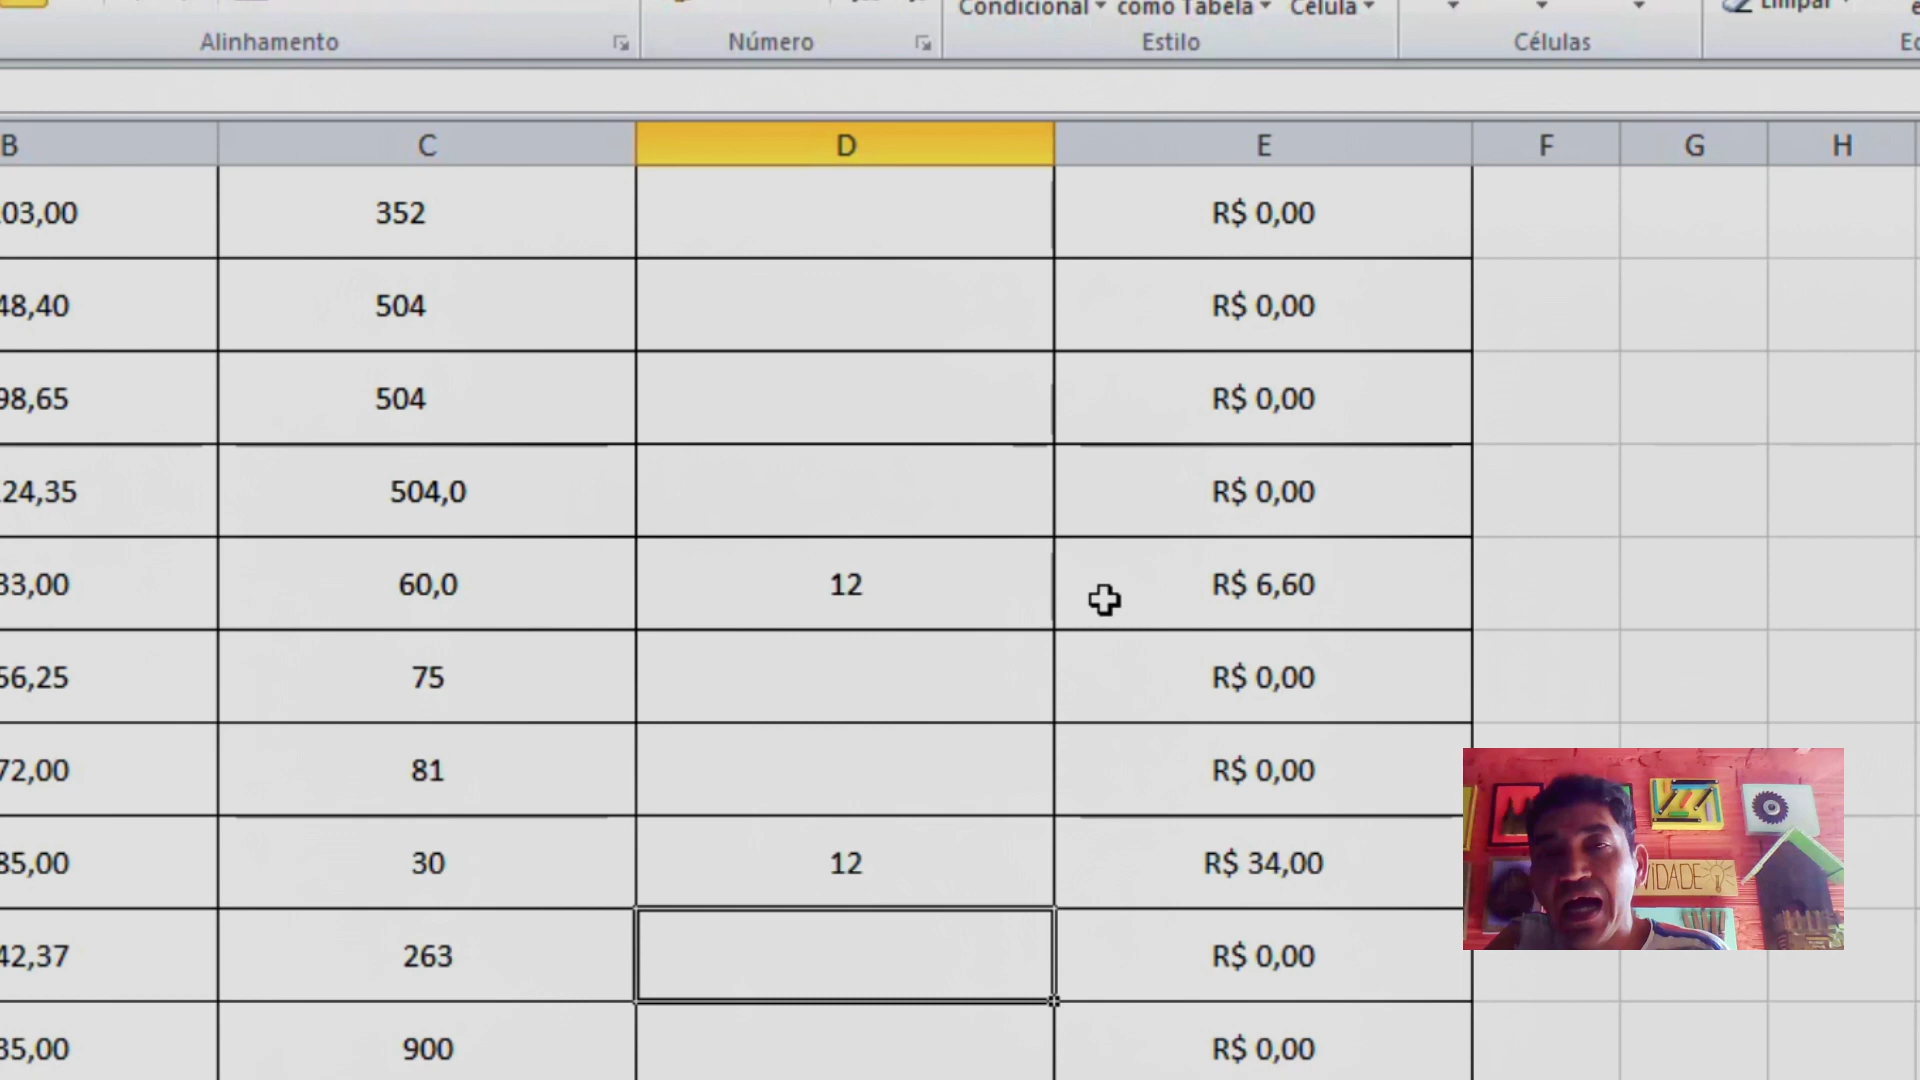 Condicional como Tabela Célula Limpar
Alinhamento Número Estilo Células
B C D E F G H
03,00 352 R$ 0,00
48,40 504 R$ 0,00
98,65 504 R$ 0,00
24,35 504,0 R$ 0,00
33,00 60,0 12 R$ 6,60
56,25 75 R$ 0,00
72,00 81 R$ 0,00
85,00 30 12 R$ 34,00
VIDADE
42,37 263 R$ 0,00
35,00 900 R$ 0,00